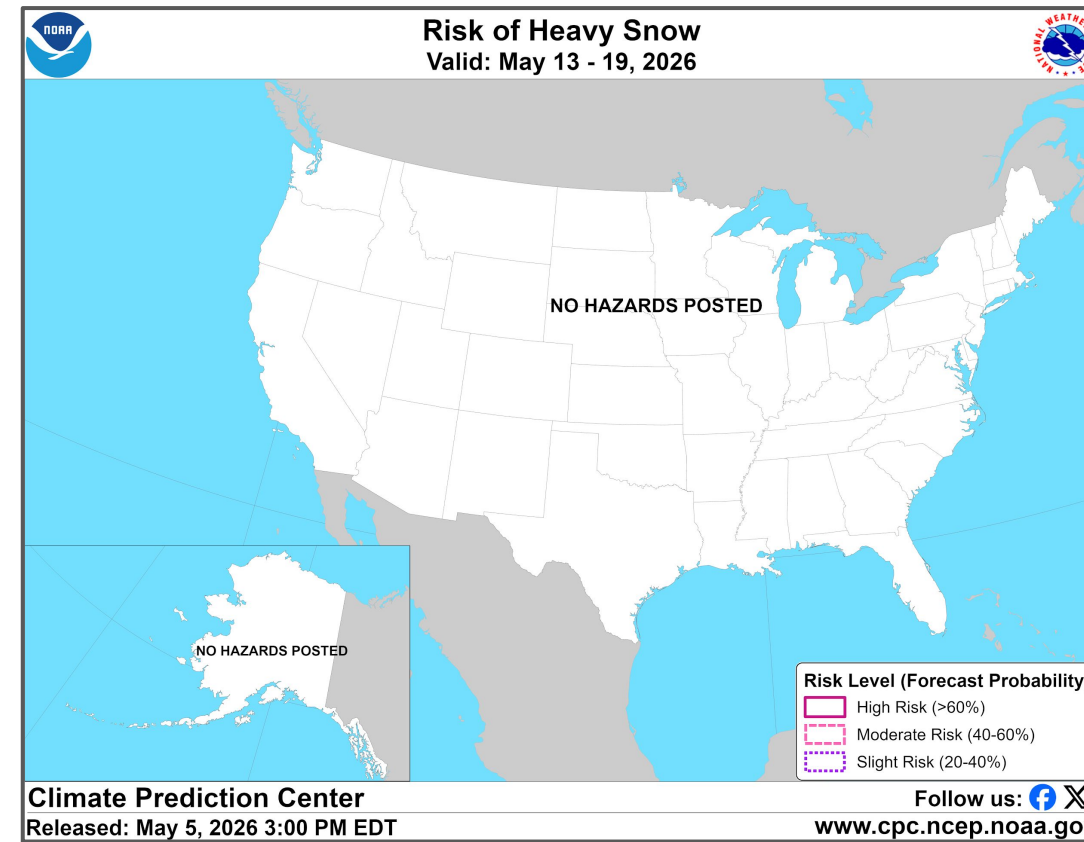 NOAA
Risk of Heavy Snow
Valid: May 13 - 19, 2026
NATIONAL WEATHE
NO HAZARDS POSTED
NO HAZARDS POSTED
Risk Level (Forecast Probability
High Risk (>60%)
Moderate Risk (40-60%)
Slight Risk (20-40%)
Climate Prediction Center
Follow us:
Released: May 5, 2026 3:00 PM EDT
www.cpc.ncep.noaa.go